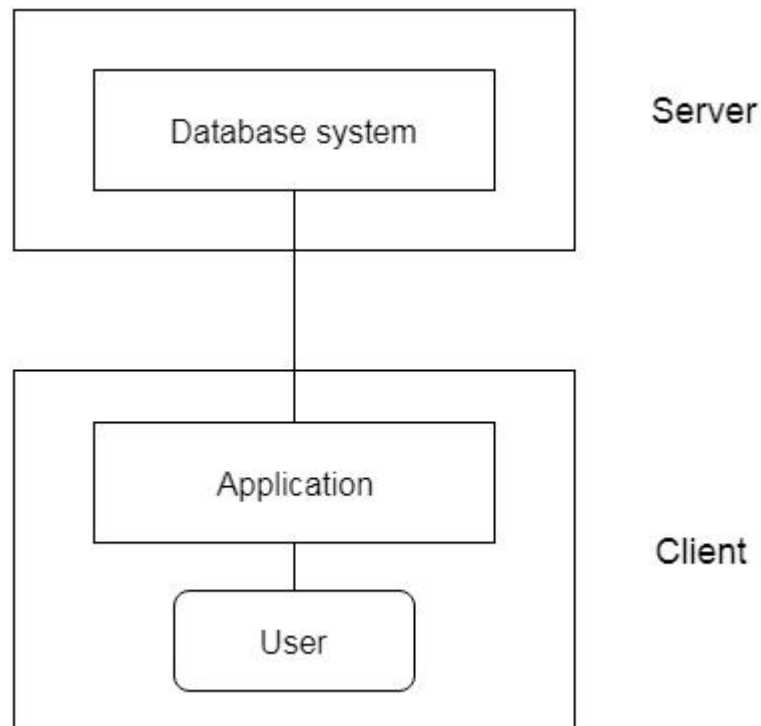 Database system
Server
Application
Client
User